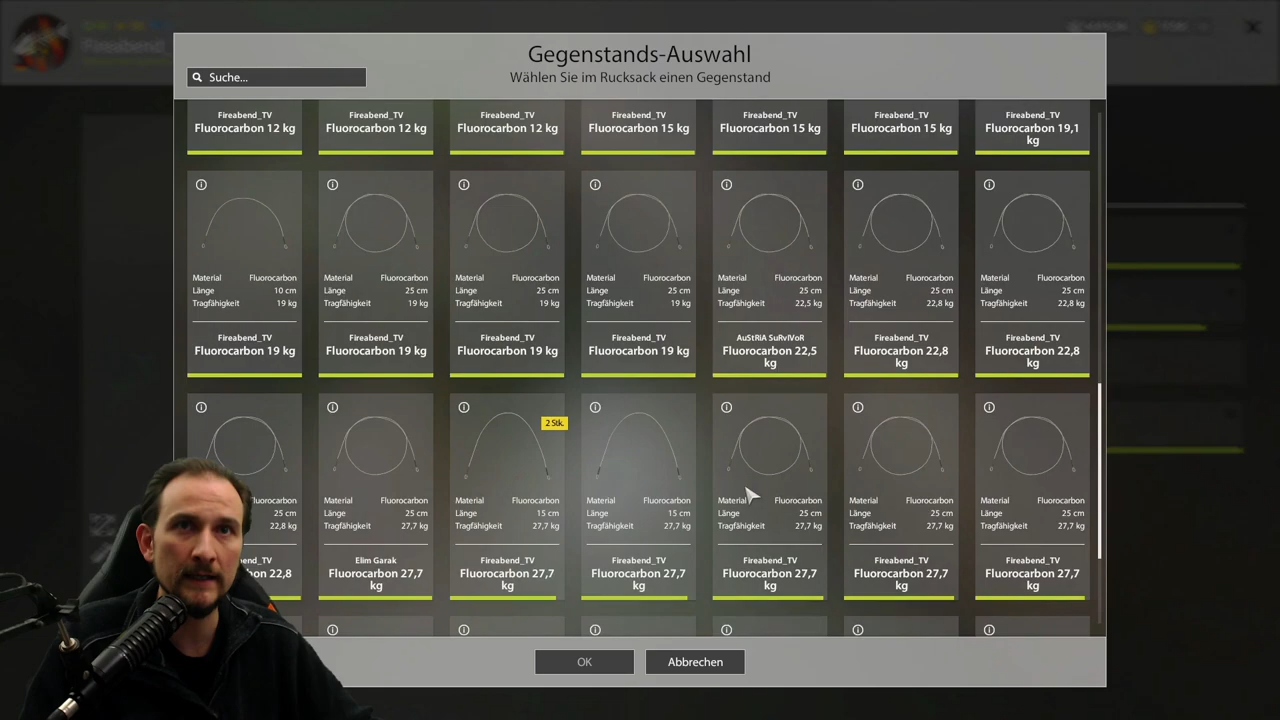 Fireabend
Gegenstands-Auswahl
Wählen Sie im Rucksack einen Gegenstand
Suche...
Fireabend_TV Fireabend_TV Fireabend_TV Fireabend_TV Fireabend_TV Fireabend_TV Fireabend_TV
Fluorocarbon 12 kg Fluorocarbon 12 kg Fluorocarbon 12 kg Fluorocarbon 15 kg Fluorocarbon 15 kg Fluorocarbon 15 kg Fluorocarbon 19,1
kg
Material Fluorocarbon Material Fluorocarbon Material Fluorocarbon Material Fluorocarbon Material Fluorocarbon Material Fluorocarbon Material Fluorocarbon
Länge 10 cm Länge 25 cm Länge 25 cm Länge 25 cm Länge 25 cm Länge 25 cm Länge 25 cm
Tragfähigkeit 19 kg Tragfähigkeit 19 kg Tragfähigkeit 19 kg Tragfähigkeit 19 kg Tragfähigkeit 22,5 kg Tragfähigkeit 22,8 kg Tragfähigkeit 22,8 kg
Fireabend_TV Fireabend_TV Fireabend_TV Fireabend_TV AuStRiA SuRvIVoR Fireabend_TV Fireabend_TV
Fluorocarbon 19 kg Fluorocarbon 19 kg Fluorocarbon 19 kg Fluorocarbon 19 kg Fluorocarbon 22,5 Fluorocarbon 22,8 Fluorocarbon 22,8
kg kg kg
2 Stk.
luorocarbon Material Fluorocarbon Material Fluorocarbon Material Fluorocarbon Material Fluorocarbon Material Fluorocarbon Material Fluorocarbon
25 cm Länge 25 cm Länge 15 cm Länge 15 cm Länge 25 cm Länge 25 cm Länge 25 cm
22,8 kg Tragfähigkeit 27,7 kg Tragfähigkeit 27,7 kg Tragfähigkeit 27,7 kg Tragfähigkeit 27,7 kg Tragfähigkeit 27,7 kg Tragfähigkeit 27,7 kg
d_TV Elim Garak Fireabend_TV Fireabend_TV Fireabend_TV Fireabend_TV Fireabend_TV
on 22,8 Fluorocarbon 27,7 Fluorocarbon 27,7 Fluorocarbon 27,7 Fluorocarbon 27,7 Fluorocarbon 27,7 Fluorocarbon 27,7
kg kg kg kg kg kg
OK Abbrechen